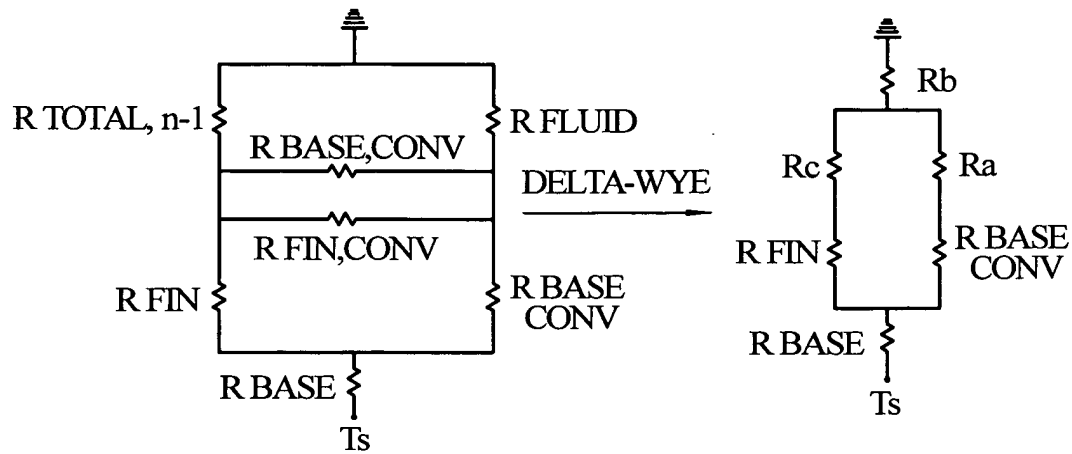 R TOTAL, n-1
R BASE,CONV
R FLUID
R FIN,CONV
R FIN
R BASE
CONV
R BASE
Ts
DELTA-WYE
Rb
Rc
Ra
R FIN
R BASE
CONV
R BASE
Ts